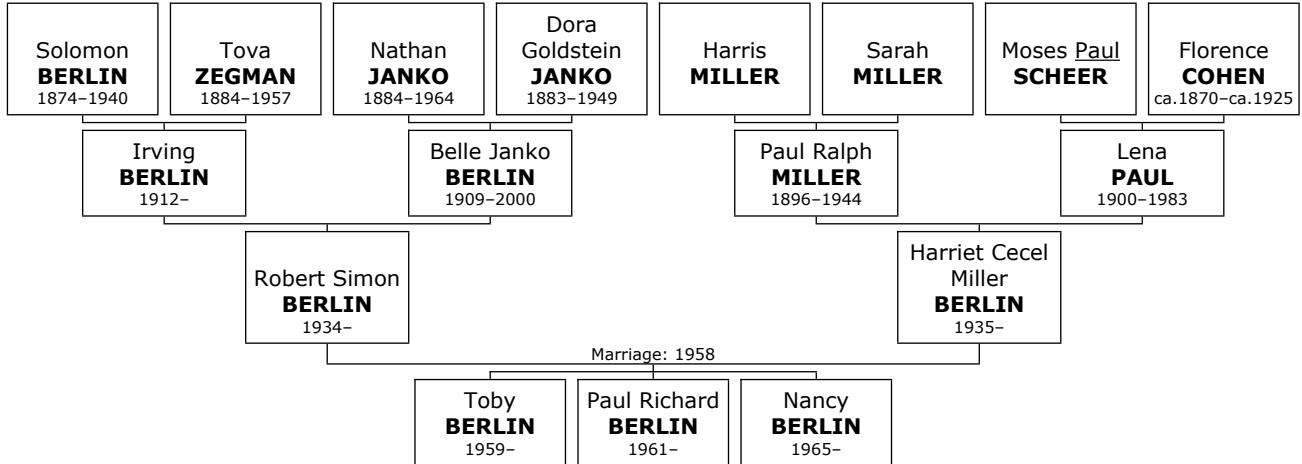 Solomon
BERLIN
1874–1940
Tova
ZEGMAN
1884–1957
Nathan
JANKO
1884–1964
Dora
Goldstein
JANKO
1883–1949
Harris
MILLER
Sarah
MILLER
Moses Paul
SCHEER
Florence
COHEN
ca.1870–ca.1925
Irving
BERLIN
1912–
Belle Janko
BERLIN
1909–2000
Paul Ralph
MILLER
1896–1944
Lena
PAUL
1900–1983
Robert Simon
BERLIN
1934–
Harriet Cecel
Miller
BERLIN
1935–
Marriage: 1958
Toby
BERLIN
1959–
Paul Richard
BERLIN
1961–
Nancy
BERLIN
1965–